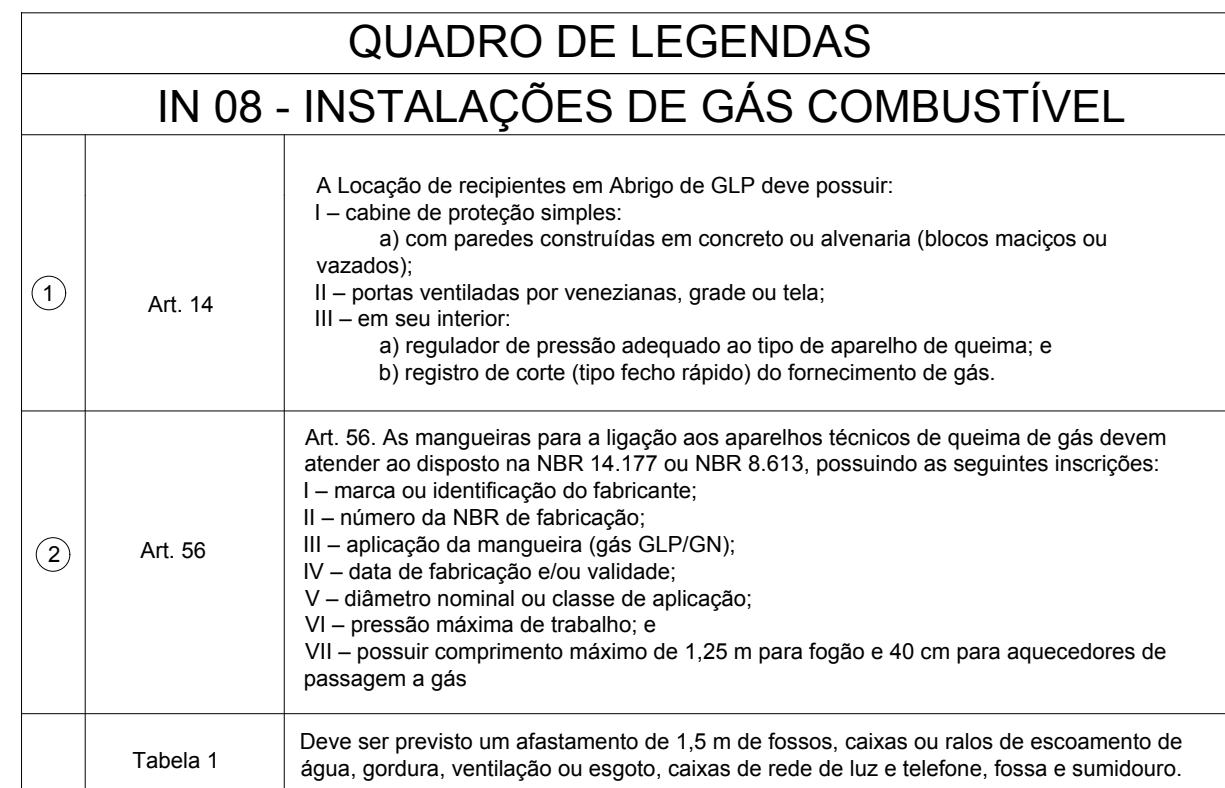 QUADRO DE LEGENDAS
IN 08 - INSTALAÇÕES DE GÁS COMBUSTÍVEL
1
Art. 14
A Locação de recipientes em Abrigo de GLP deve possuir:
I – cabine de proteção simples:
a) com paredes construídas em concreto ou alvenaria (blocos maciços ou
vazados);
II – portas ventiladas por venezianas, grade ou tela;
III – em seu interior:
a) regulador de pressão adequado ao tipo de aparelho de queima; e
b) registro de corte (tipo fecho rápido) do fornecimento de gás.
2
Art. 56
Art. 56. As mangueiras para a ligação aos aparelhos técnicos de queima de gás devem
atender ao disposto na NBR 14.177 ou NBR 8.613, possuindo as seguintes inscrições:
I – marca ou identificação do fabricante;
II – número da NBR de fabricação;
III – aplicação da mangueira (gás GLP/GN);
IV – data de fabricação e/ou validade;
V – diâmetro nominal ou classe de aplicação;
VI – pressão máxima de trabalho; e
VII – possuir comprimento máximo de 1,25 m para fogão e 40 cm para aquecedores de
passagem a gás
Tabela 1
Deve ser previsto um afastamento de 1,5 m de fossos, caixas ou ralos de escoamento de
água, gordura, ventilação ou esgoto, caixas de rede de luz e telefone, fossa e sumidouro.